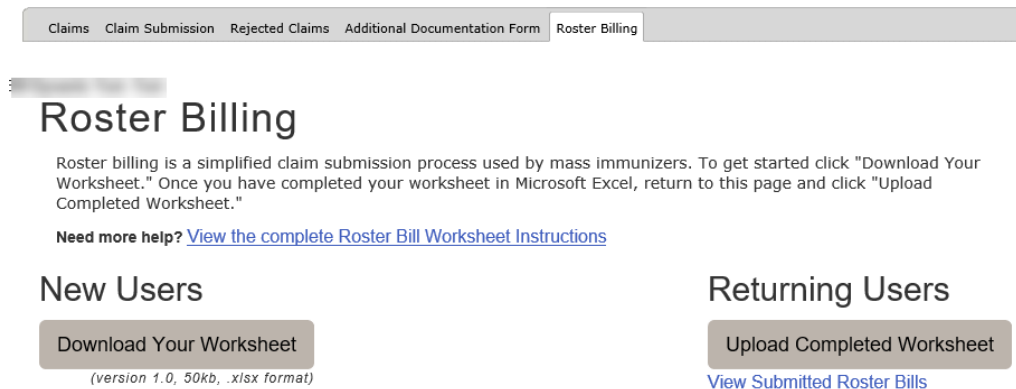 Claims Claim Submission Rejected Claims Additional Documentation Form Roster Billing
Roster Billing
Roster billing is a simplified claim submission process used by mass immunizers. To get started click "Download Your
Worksheet." Once you have completed your worksheet in Microsoft Excel, return to this page and click "Upload
Completed Worksheet."
Need more help? View the complete Roster Bill Worksheet Instructions
New Users
Returning Users
Download Your Worksheet
Upload Completed Worksheet
(version 1.0, 50kb, .xlsx format)
View Submitted Roster Bills